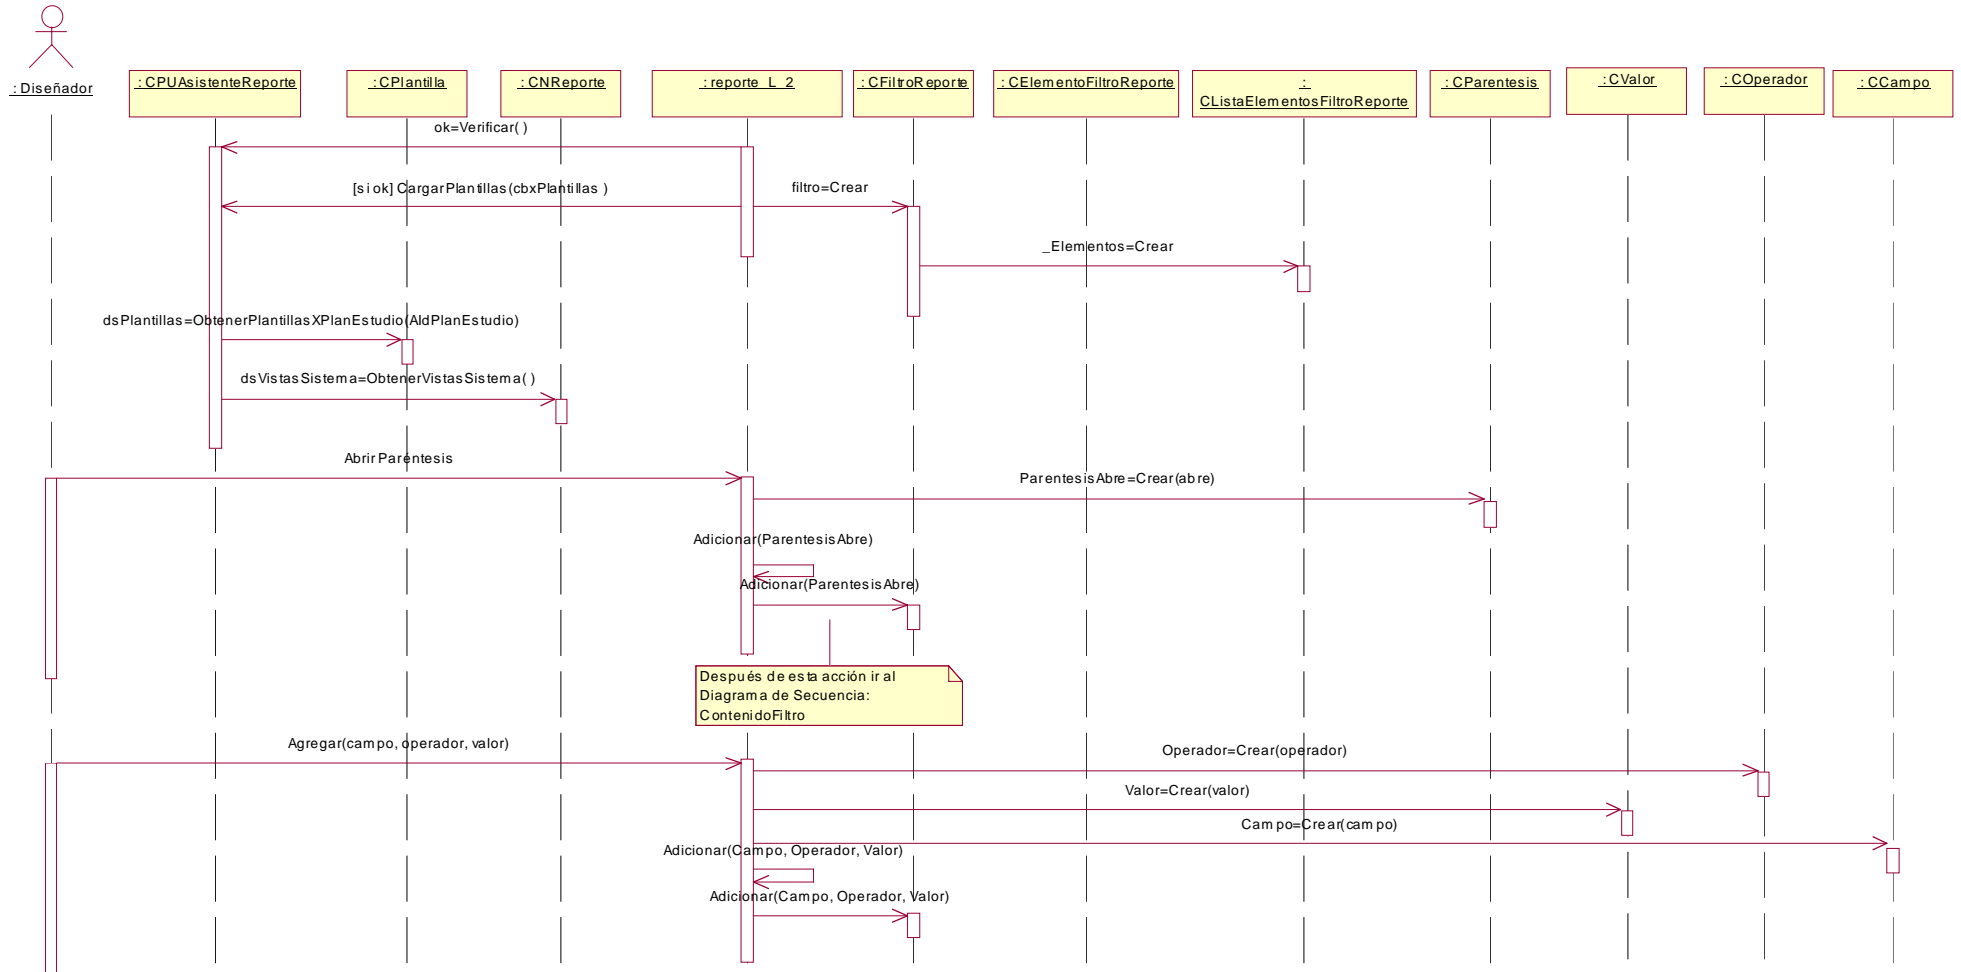 : Diseñador
: CPUAsistenteReporte
: CPlantilla
: CNReporte
: reporte_L_2
: CFiltroReporte
: CElementoFiltroReporte
:
CListaElementosFiltroReporte
: CParentesis
: CValor
: COperador
: CCampo
ok=Verificar( )
[si ok] CargarPlantillas(cbxPlantillas )
filtro=Crear
_Elementos=Crear
dsPlantillas=ObtenerPlantillasXPlanEstudio(AIdPlanEstudio)
dsVistasSistema=ObtenerVistasSistema( )
Abrir Paréntesis
ParentesisAbre=Crear(abre)
Adicionar(ParentesisAbre)
Adicionar(ParentesisAbre)
Después de esta acción ir al
Diagrama de Secuencia:
ContenidoFiltro
Agregar(campo, operador, valor)
Operador=Crear(operador)
Valor=Crear(valor)
Campo=Crear(campo)
Adicionar(Campo, Operador, Valor)
Adicionar(Campo, Operador, Valor)